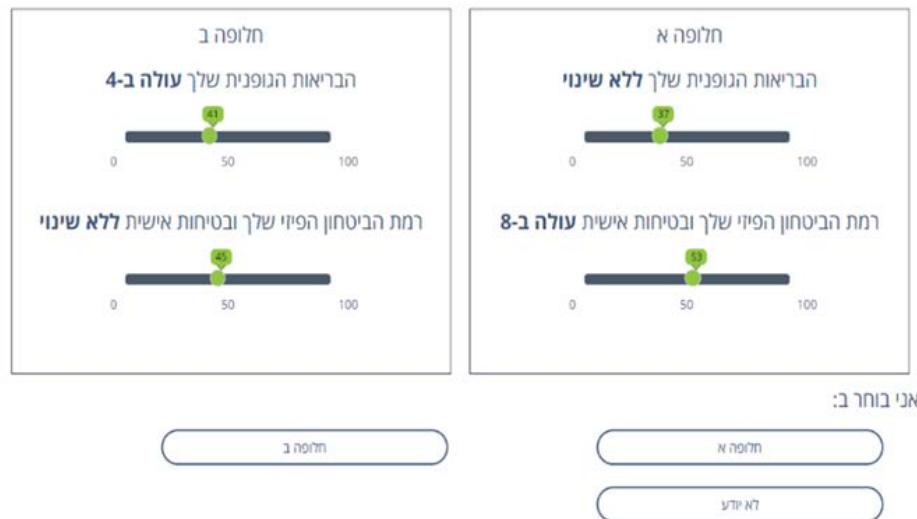 חלופה א
הבריאות הגופנית שלך ללא שינוי
37
0 50 100
רמת הביטחון הפיזי שלך ובטיחות אישית עולה ב-8
53
0 50 100
חלופה ב
הבריאות הגופנית שלך עולה ב-4
41
0 50 100
רמת הביטחון הפיזי שלך ובטיחות אישית ללא שינוי
45
0 50 100
אני בוחר ב:
חלופה א
חלופה ב
לא יודע